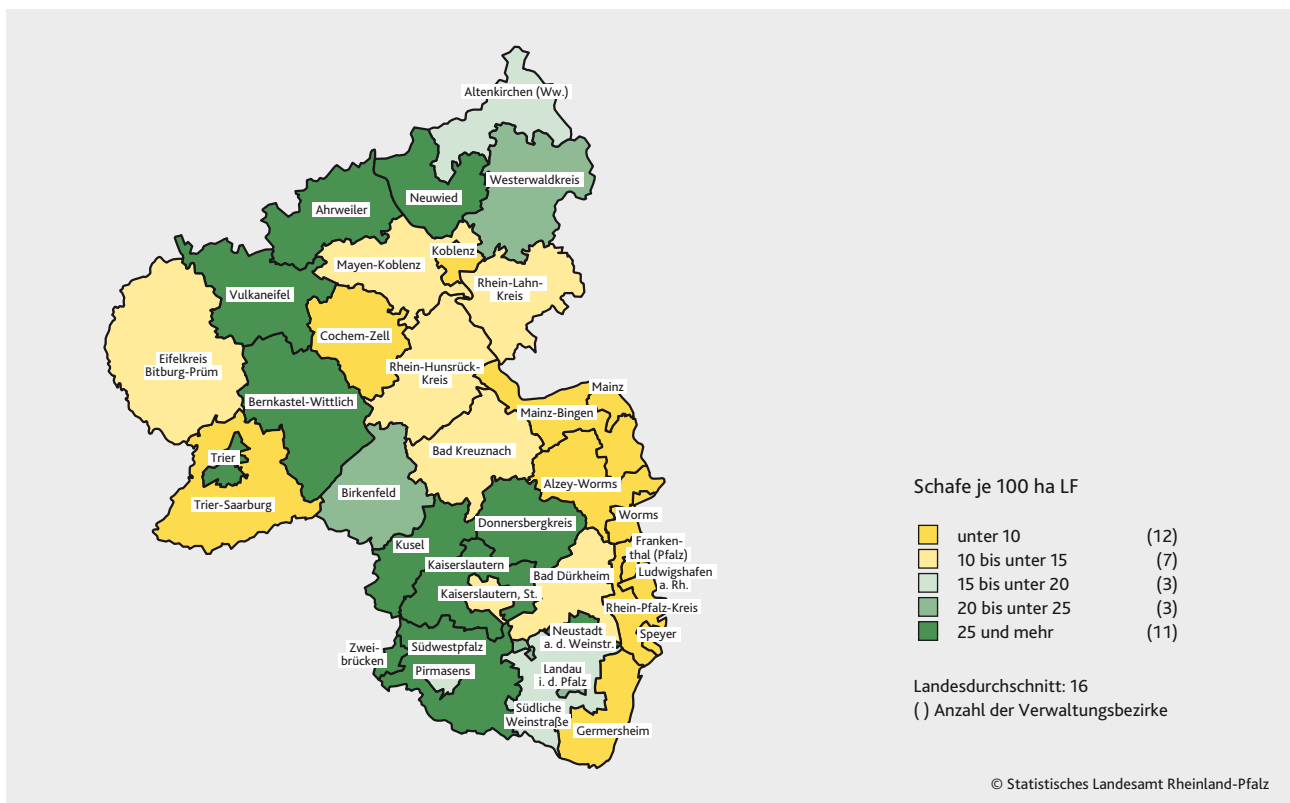 Altenkirchen (Ww.)
Westerwaldkreis
Neuwied
Ahrweiler
Koblenz
Mayen-Koblenz
Rhein-Lahn-
Kreis
Vulkaneifel
Cochem-Zell
Eifelkreis
Bitburg-Prüm
Rhein-Hunsrück-
Kreis
Mainz
Bernkastel-Wittlich
Mainz-Bingen
Bad Kreuznach
Trier
Alzey-Worms
Birkenfeld
Trier-Saarburg
Worms
Donnersbergkreis
Franken-
thal (Pfalz)
Kusel
Kaiserslautern
Ludwigshafen
a. Rh.
Bad Dürkheim
Kaiserslautern, St.
Rhein-Pfalz-Kreis
Neustadt
a. d. Weinstr.
Speyer
Zwei-
brücken
Südwestpfalz
Pirmasens
Landau
i. d. Pfalz
Südliche
Weinstraße
Germersheim
Schafe je 100 ha LF
unter 10 (12)
10 bis unter 15 (7)
15 bis unter 20 (3)
20 bis unter 25 (3)
25 und mehr (11)
Landesdurchschnitt: 16
( ) Anzahl der Verwaltungsbezirke
© Statistisches Landesamt Rheinland-Pfalz